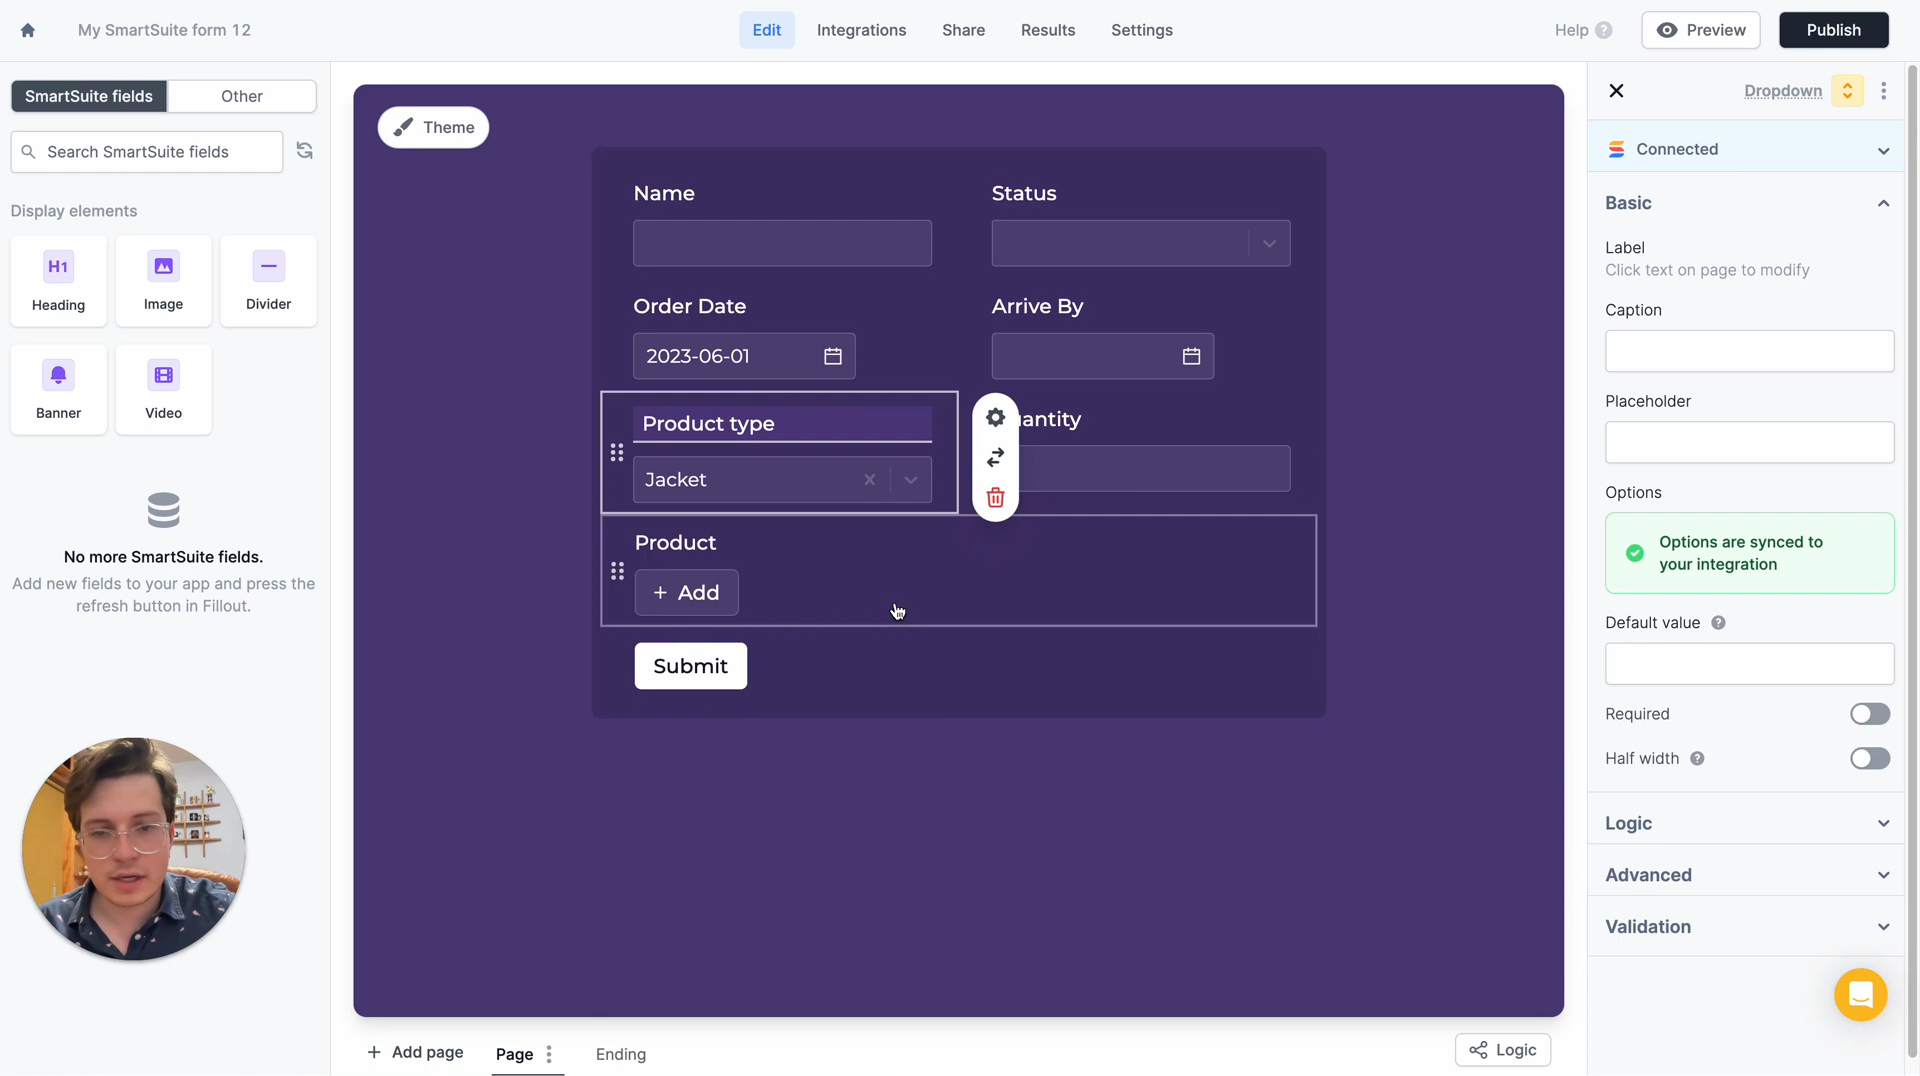 My SmartSuite form 12
Edit
Integrations
Share
Results
Settings
Help ?
Preview
Publish
SmartSuite fields
Other
Search SmartSuite fields
Display elements
H1
Heading
Image
Divider
Banner
Video
No more SmartSuite fields.
Add new fields to your app and press the
refresh button in Fillout.
Theme
Name
Status
Order Date
Arrive By
2023-06-01
Product type
antity
Jacket
Product
+ Add
Submit
+ Add page
Page
Ending
Logic
Dropdown
Connected
Basic
Label
Click text on page to modify
Caption
Placeholder
Options
Options are synced to
your integration
Default value ?
Required
Half width ?
Logic
Advanced
Validation